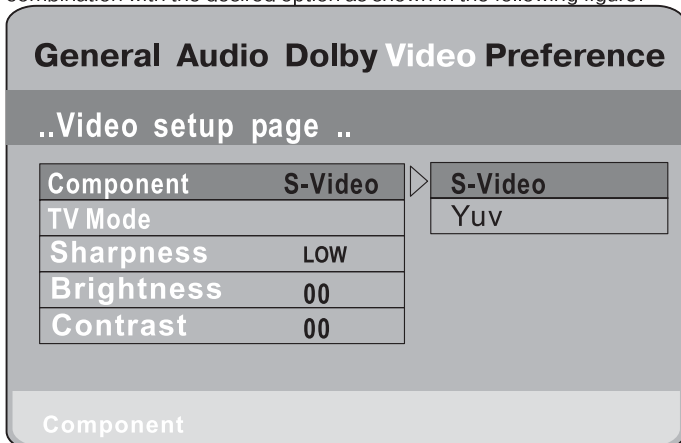 combination with the desired option as shown in the following figure:
General Audio Dolby Video Preference
..Video setup page ..
Component S-Video S-Video
TV Mode Yuv
Sharpness LOW
Brightness 00
Contrast 00
Component